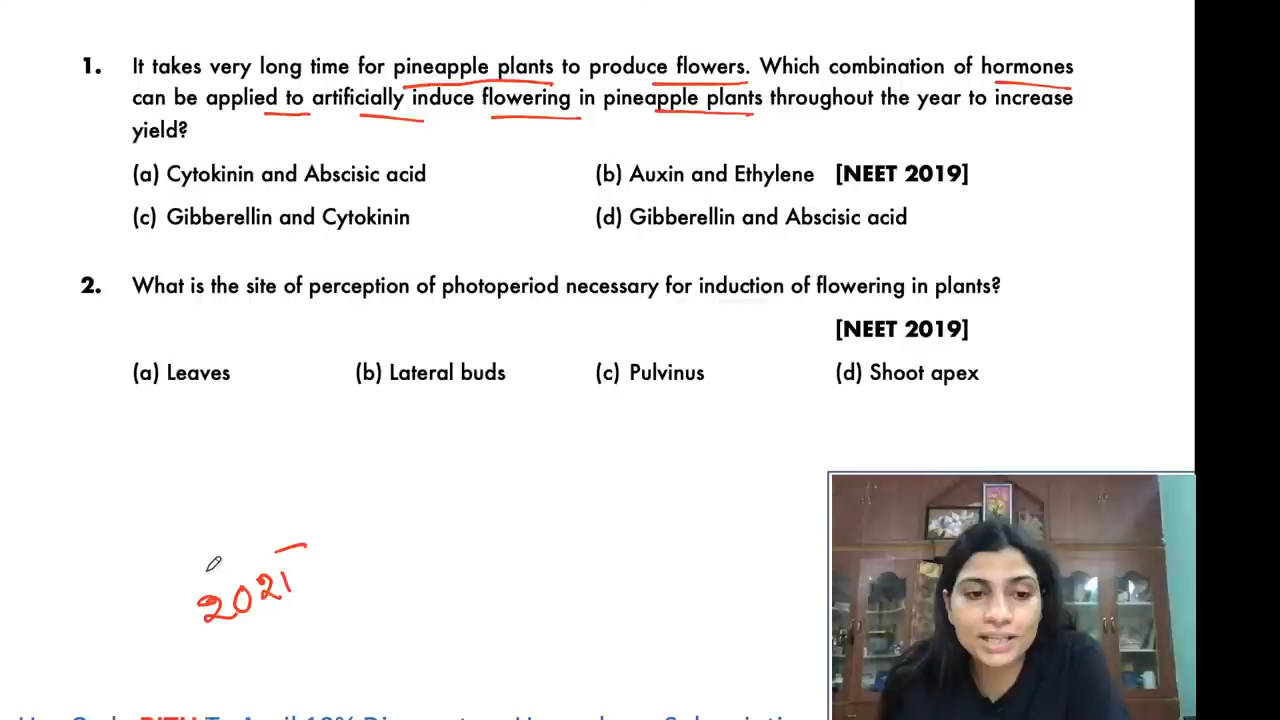 1. It takes very long time for pineapple plants to produce flowers. Which combination of hormones
can be applied to artificially induce flowering in pineapple plants throughout the year to increase
yield?
(a) Cytokinin and Abscisic acid (b) Auxin and Ethylene [NEET 2019]
(c) Gibberellin and Cytokinin (d) Gibberellin and Abscisic acid
2. What is the site of perception of photoperiod necessary for induction of flowering in plants?
[NEET 2019]
(a) Leaves (b) Lateral buds (c) Pulvinus (d) Shoot apex
2021